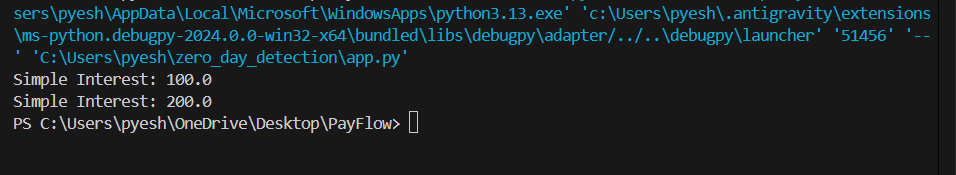 sers\pyesh\AppData\Local\Microsoft\WindowsApps\python3.13.exe' 'c:\Users\pyesh\.antigravity\extensions
\ms-python.debugpy-2024.0.0-win32-x64\bundled\libs\debugpy\adapter/../..\debugpy\launcher' '51456' '--
' 'C:\Users\pyesh\zero_day_detection\app.py'
Simple Interest: 100.0
Simple Interest: 200.0
PS C:\Users\pyesh\OneDrive\Desktop\PayFlow>